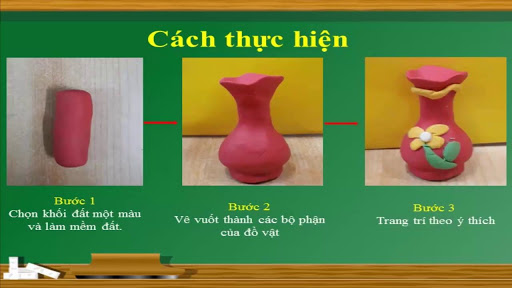 Cách thực hiện
Bước 1
Chọn khối đất một màu
và làm mềm đất.
Bước 2
Vê vuốt thành các bộ phận
của đồ vật
Bước 3
Trang trí theo ý thích